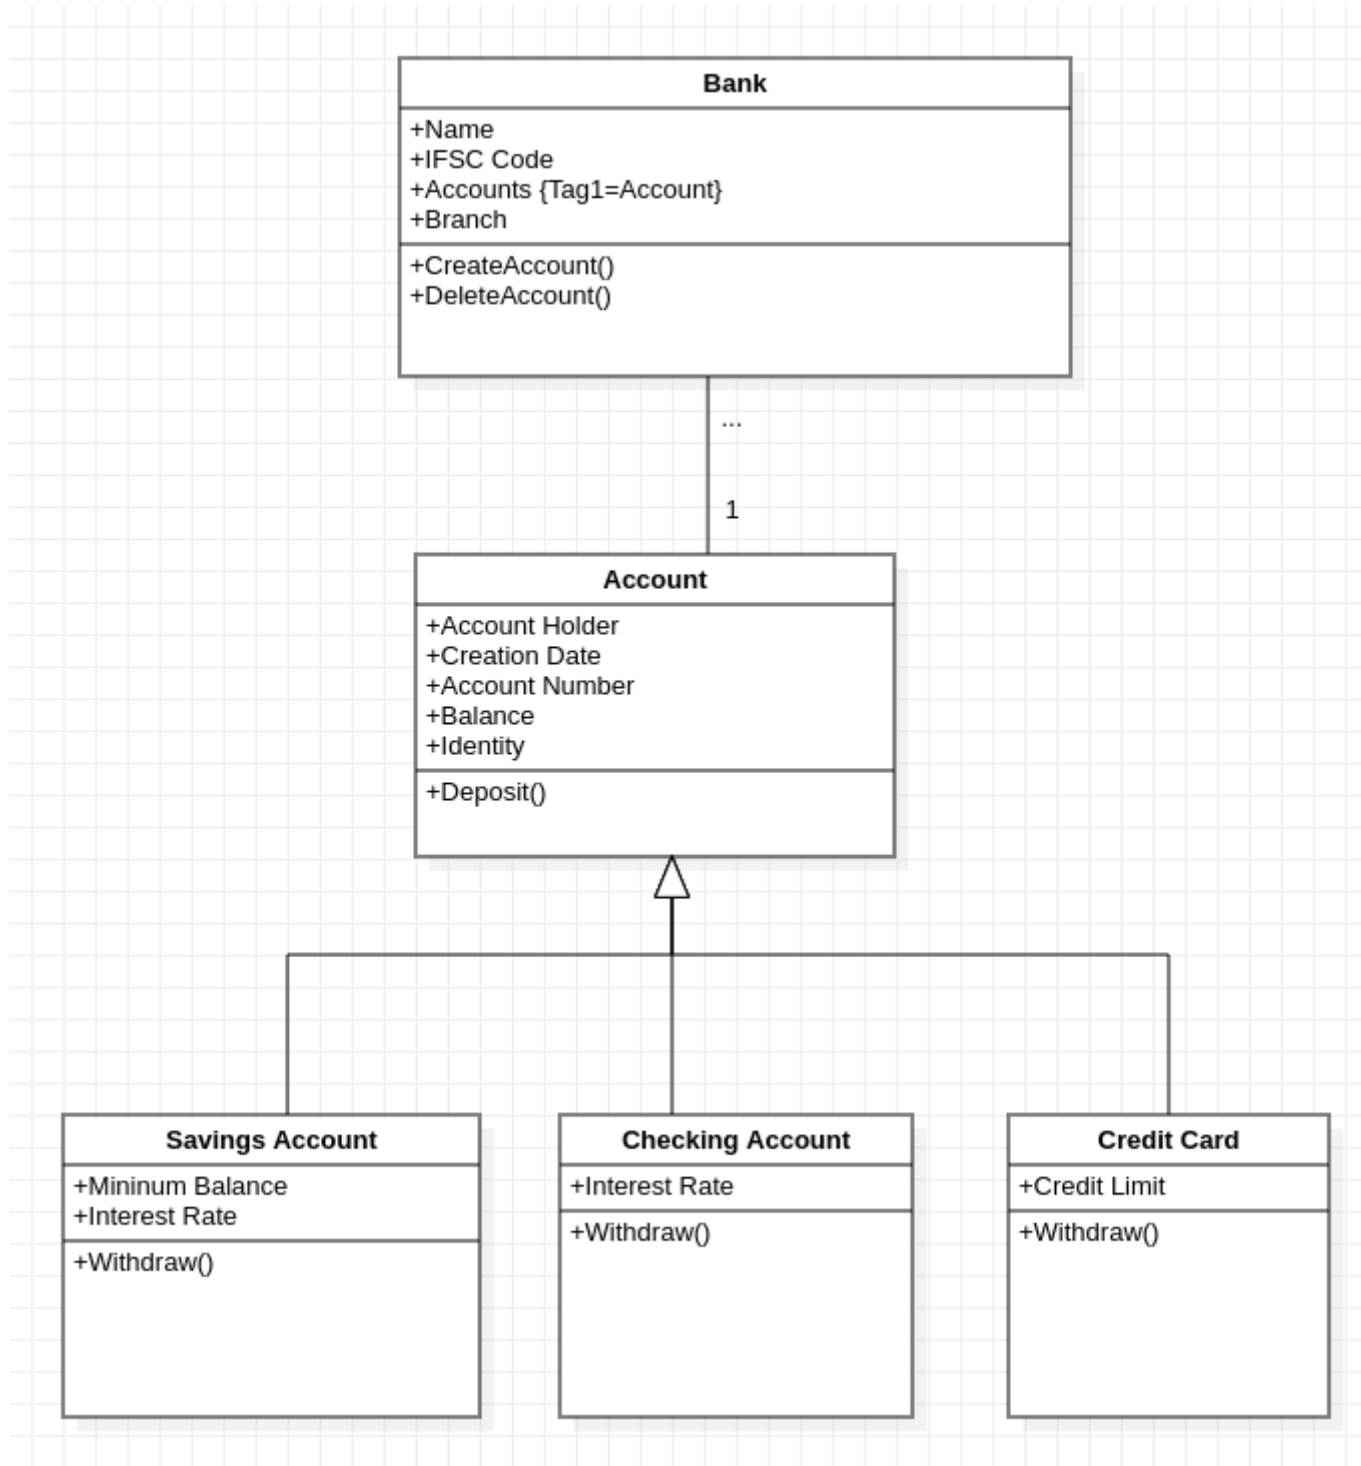 Bank
+Name
+IFSC Code
+Accounts {Tag1=Account}
+Branch
+CreateAccount()
+DeleteAccount()
...
1
Account
+Account Holder
+Creation Date
+Account Number
+Balance
+Identity
+Deposit()
Savings Account
+Mininum Balance
+Interest Rate
+Withdraw()
Checking Account
+Interest Rate
+Withdraw()
Credit Card
+Credit Limit
+Withdraw()